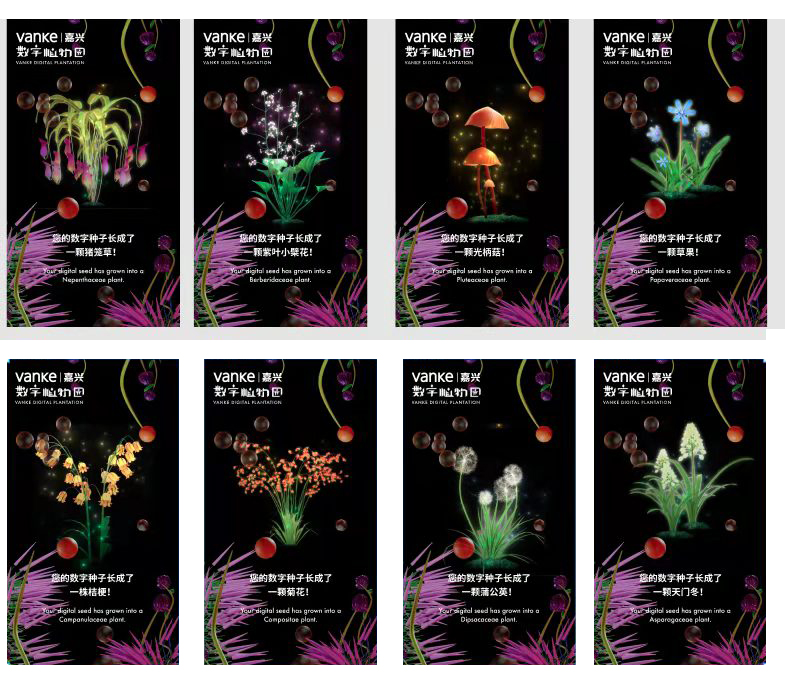 vanke 嘉兴
数字植物园
VANKE DIGITAL PLANTATION
您的数字种子长成了
一颗猪笼草！
Your digital seed has grown into a
Nepenthaceae plant.
vanke 嘉兴
数字植物园
VANKE DIGITAL PLANTATION
您的数字种子长成了
一颗紫叶小檗花！
Your digital seed has grown into a
Berberidaceae plant.
vanke 嘉兴
数字植物园
VANKE DIGITAL PLANTATION
您的数字种子长成了
一颗光柄菇！
Your digital seed has grown into a
Pluteaceae plant.
vanke 嘉兴
数字植物园
VANKE DIGITAL PLANTATION
您的数字种子长成了
一颗草果！
Your digital seed has grown into a
Papaveraceae plant.
vanke 嘉兴
数字植物园
VANKE DIGITAL PLANTATION
您的数字种子长成了
一株桔梗！
Your digital seed has grown into a
Campanulaceae plant.
vanke 嘉兴
数字植物园
VANKE DIGITAL PLANTATION
您的数字种子长成了
一颗菊花！
Your digital seed has grown into a
Compositae plant.
vanke 嘉兴
数字植物园
VANKE DIGITAL PLANTATION
您的数字种子长成了
一颗蒲公英！
Your digital seed has grown into a
Dipsacaceae plant.
vanke 嘉兴
数字植物园
VANKE DIGITAL PLANTATION
您的数字种子长成了
一颗天门冬！
Your digital seed has grown into a
Asparagaceae plant.